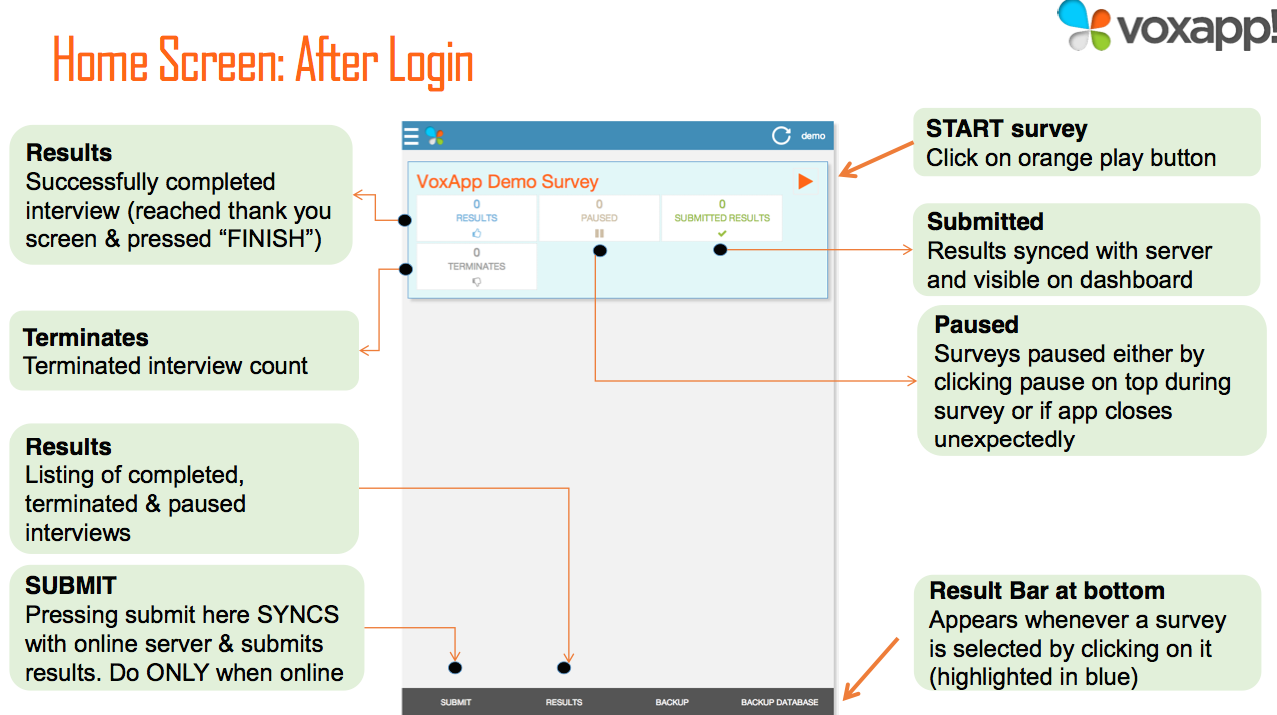 voxapp!
Home Screen: After Login
Results
Successfully completed
interview (reached thank you
screen & pressed “FINISH”)
Terminates
Terminated interview count
Results
Listing of completed,
terminated & paused
interviews
SUBMIT
Pressing submit here SYNCS
with online server & submits
results. Do ONLY when online
demo
VoxApp Demo Survey
0
RESULTS
0
PAUSED
0
SUBMITTED RESULTS
0
TERMINATES
SUBMIT
RESULTS
BACKUP
BACKUP DATABASE
START survey
Click on orange play button
Submitted
Results synced with server
and visible on dashboard
Paused
Surveys paused either by
clicking pause on top during
survey or if app closes
unexpectedly
Result Bar at bottom
Appears whenever a survey
is selected by clicking on it
(highlighted in blue)